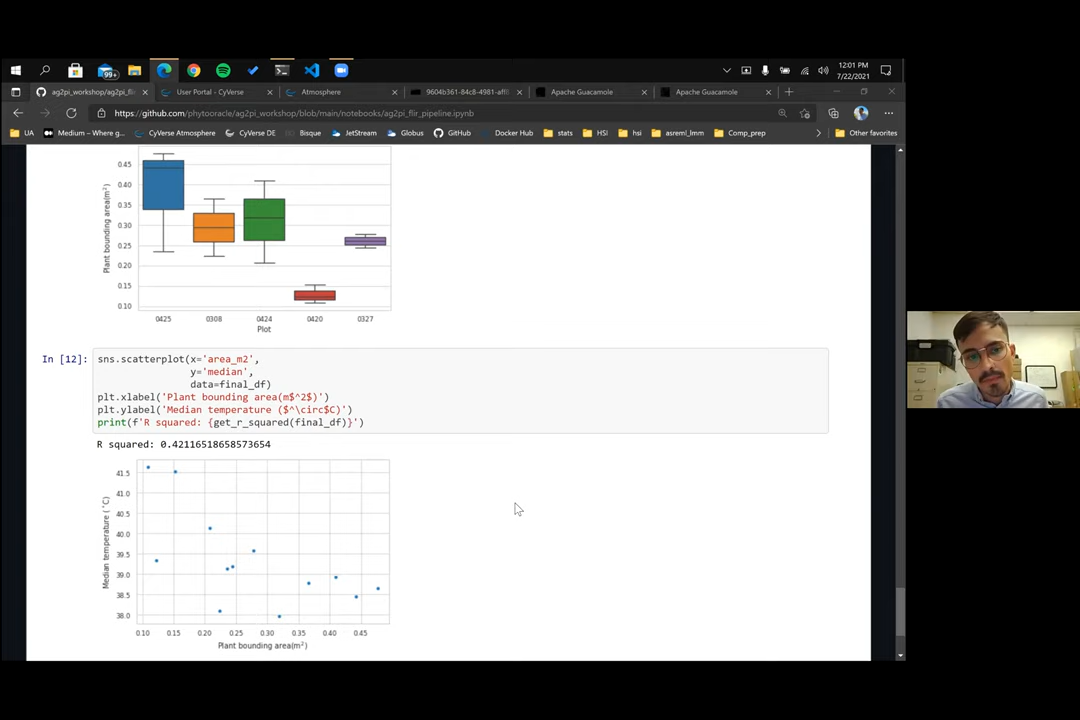 99+
12:01 PM
7/22/2021
ag2pi_workshop/ag2pi_fli
User Portal - CyVerse
Atmosphere
9604b361-84c8-4981-aff
Apache Guacamole
Apache Guacamole
https://github.com/phytooracle/ag2pi_workshop/blob/main/notebooks/ag2pi_flir_pipeline.ipynb
UA
Medium – Where g...
CyVerse Atmosphere
CyVerse DE
Bisque
JetStream
Globus
GitHub
Docker Hub
stats
HSI
hsi
asreml_lmm
Comp_prep
Other favorites
Plant bounding area(m²)
0.45
0.40
0.35
0.30
0.25
0.20
0.15
0.10
0425
0308
0424
0420
0327
Plot
In [12]:
sns.scatterplot(x='area_m2',
y='median',
data=final_df)
plt.xlabel('Plant bounding area(m$^2$)')
plt.ylabel('Median temperature ($^\circ$C)')
print(f'R squared: {get_r_squared(final_df)}')
R squared: 0.42116518658573654
Median temperature (°C)
41.5
41.0
40.5
40.0
39.5
39.0
38.5
38.0
0.10
0.15
0.20
0.25
0.30
0.35
0.40
0.45
Plant bounding area(m²)